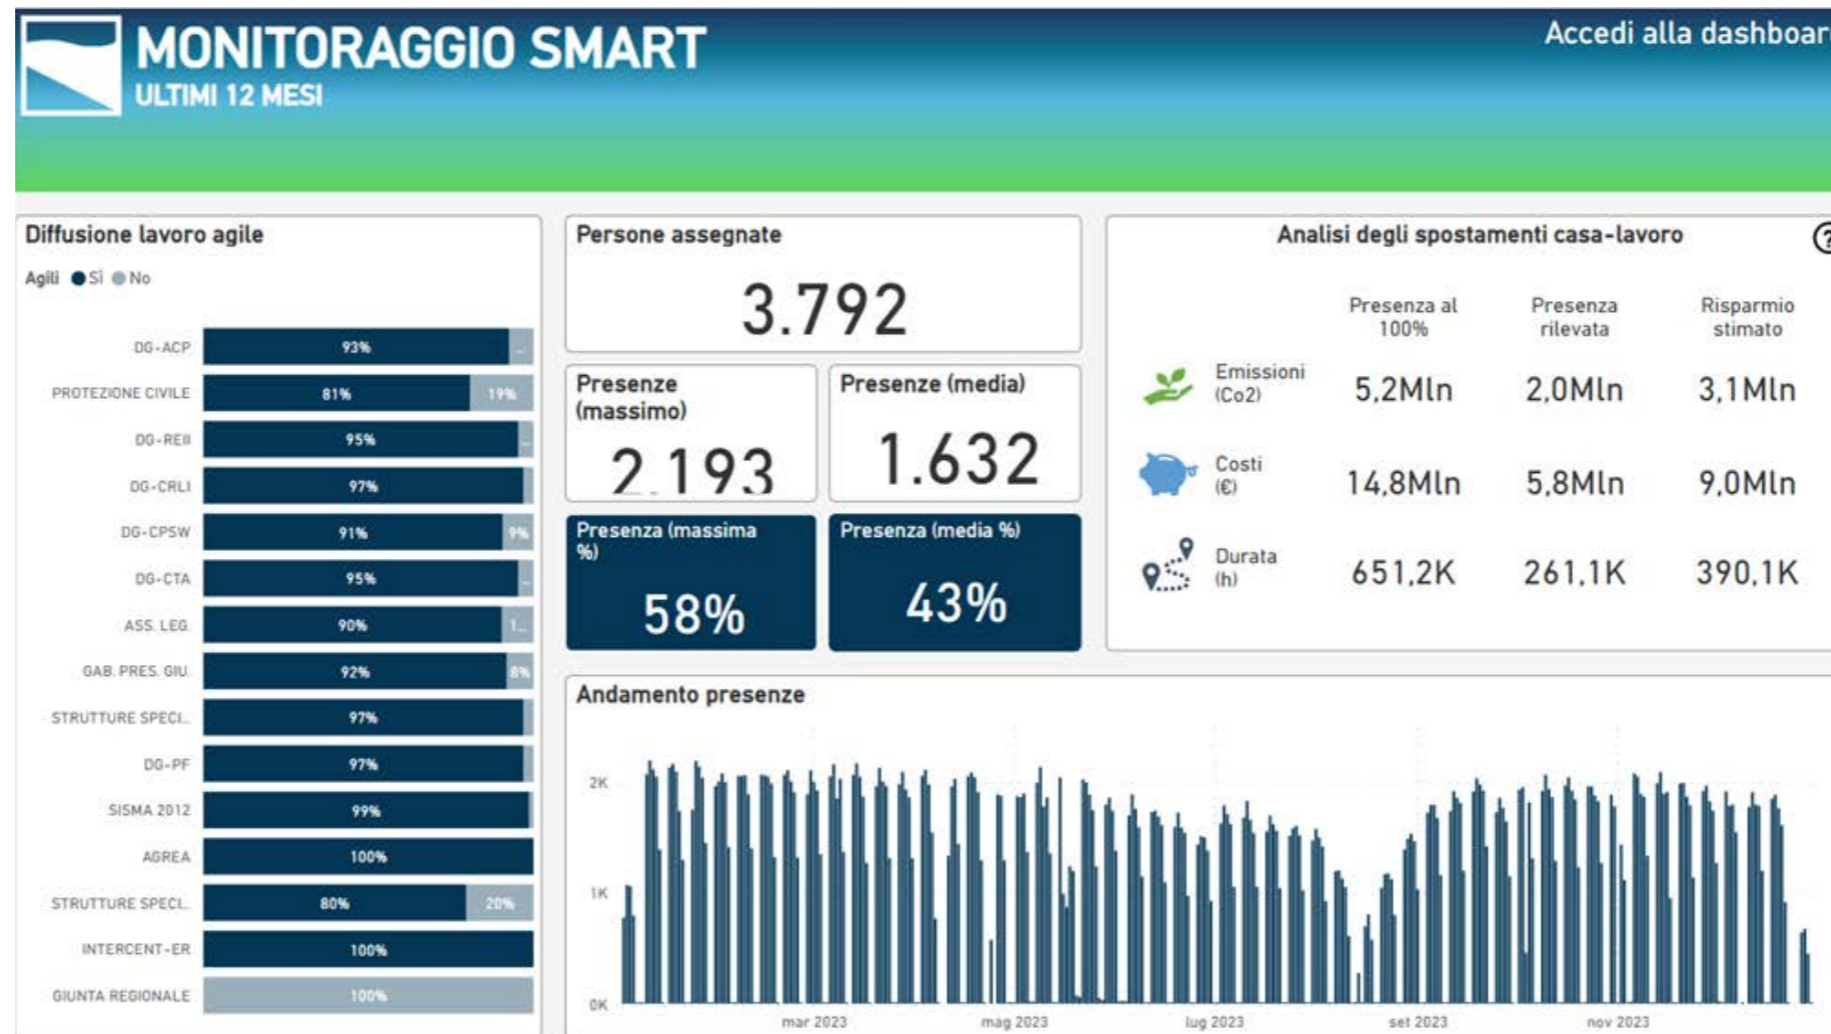 MONITORAGGIO SMART
ULTIMI 12 MESI
Accedi alla dashboar
Diffusione lavoro agile
Agili Sì No
DG-ACP 93% ...
PROTEZIONE CIVILE 81% 19%
DG-REII 95% ...
DG-CRLI 97%
DG-CPSW 91% 9%
DG-CTA 95% ...
ASS. LEG. 90% 1...
GAB. PRES. GIU. 92% 8%
STRUTTURE SPECI... 97%
DG-PF 97%
SISMA 2012 99%
AGREA 100%
STRUTTURE SPECI... 80% 20%
INTERCENT-ER 100%
GIUNTA REGIONALE 100%
Persone assegnate
3.792
Presenze
(massimo)
2.193
Presenze (media)
1.632
Presenza (massima
%)
58%
Presenza (media %)
43%
Analisi degli spostamenti casa-lavoro
?
Presenza al
100%
Presenza
rilevata
Risparmio
stimato
Emissioni
(Co2)
5,2Mln 2,0Mln 3,1Mln
Costi
(€)
14,8Mln 5,8Mln 9,0Mln
Durata
(h)
651,2K 261,1K 390,1K
Andamento presenze
2K
1K
0K
mar 2023 mag 2023 lug 2023 set 2023 nov 2023